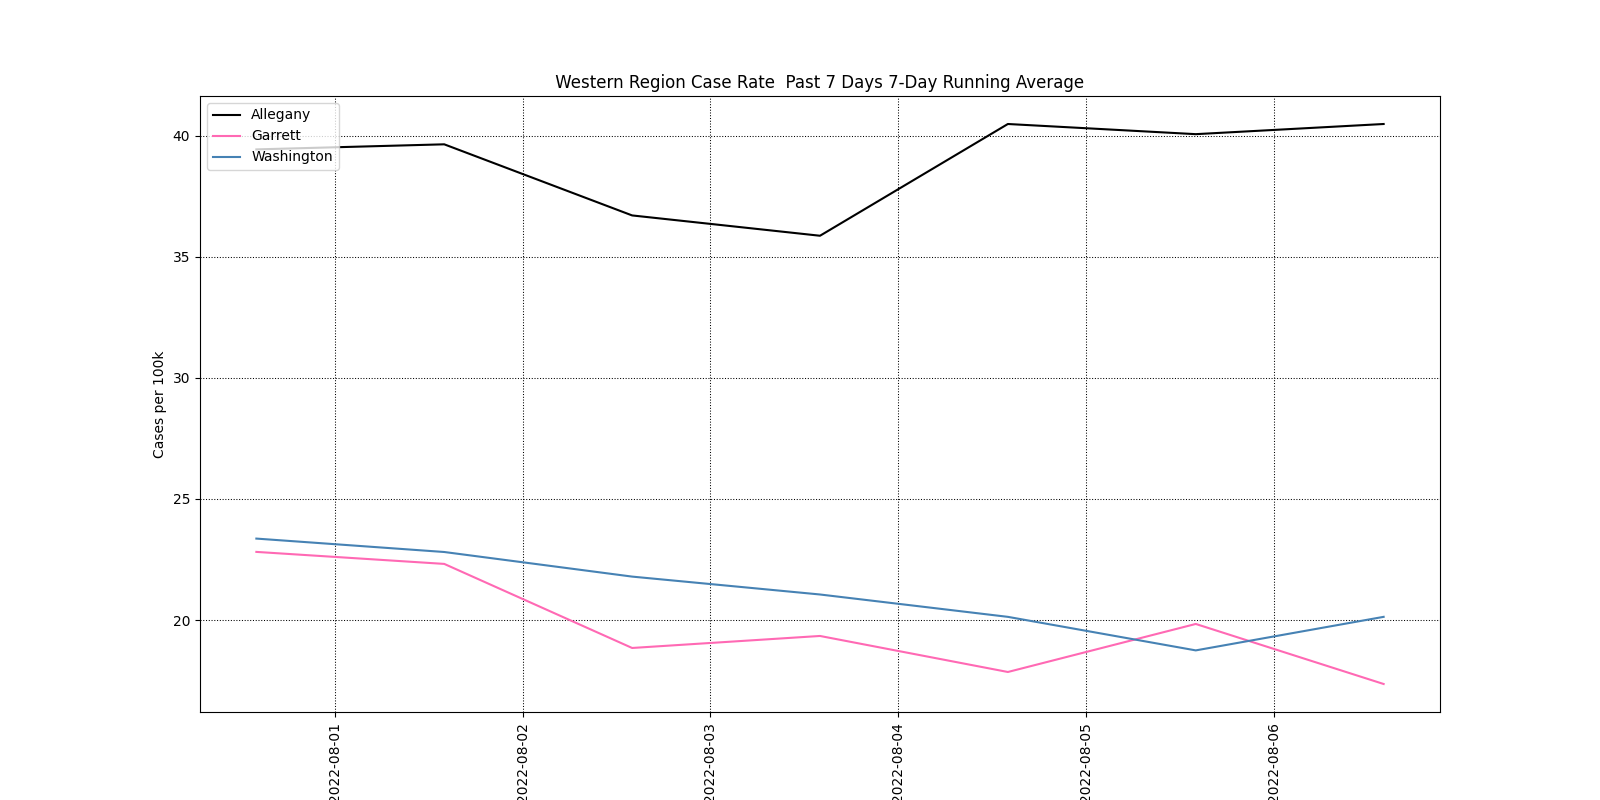 Western Region Case Rate  Past 7 Days 7-Day Running Average
Allegany
Garrett
Washington
Cases per 100k
40
35
30
25
20
2022-08-01
2022-08-02
2022-08-03
2022-08-04
2022-08-05
2022-08-06